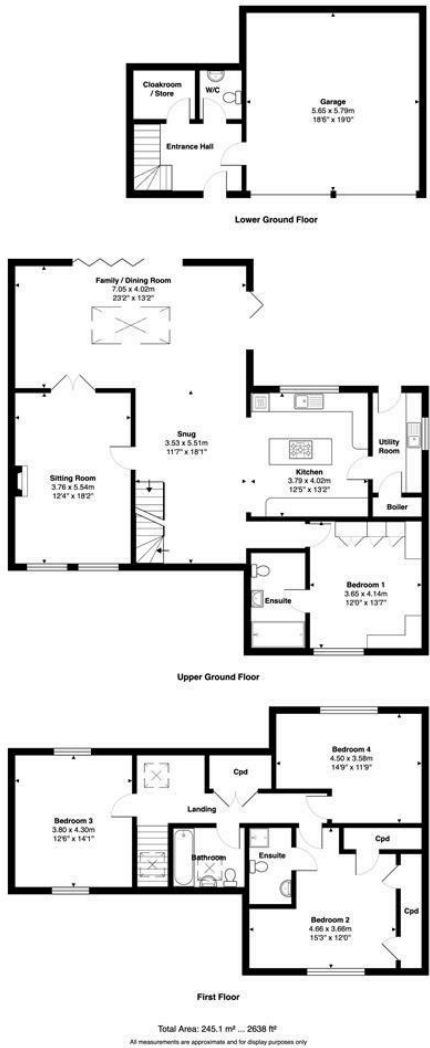 Cloakroom
/ Store
W/C
Garage
5.65 x 5.79m
18'6" x 19'0"
Entrance Hall
Lower Ground Floor
Family / Dining Room
7.05 x 4.02m
23'2" x 13'2"
Snug
3.53 x 5.51m
11'7" x 18'1"
Sitting Room
3.76 x 5.54m
12'4" x 18'2"
Kitchen
3.79 x 4.02m
12'5" x 13'2"
Utility
Room
Boiler
Bedroom 1
3.65 x 4.14m
12'0" x 13'7"
Ensuite
Upper Ground Floor
Bedroom 4
4.50 x 3.58m
14'9" x 11'9"
Cpd
Landing
Bedroom 3
3.80 x 4.30m
12'6" x 14'1"
Cpd
Bathroom
Ensuite
Cpd
Bedroom 2
4.66 x 3.66m
15'3" x 12'0"
First Floor
Total Area: 245.1 m² ... 2638 ft²
All measurements are approximate and for display purposes only